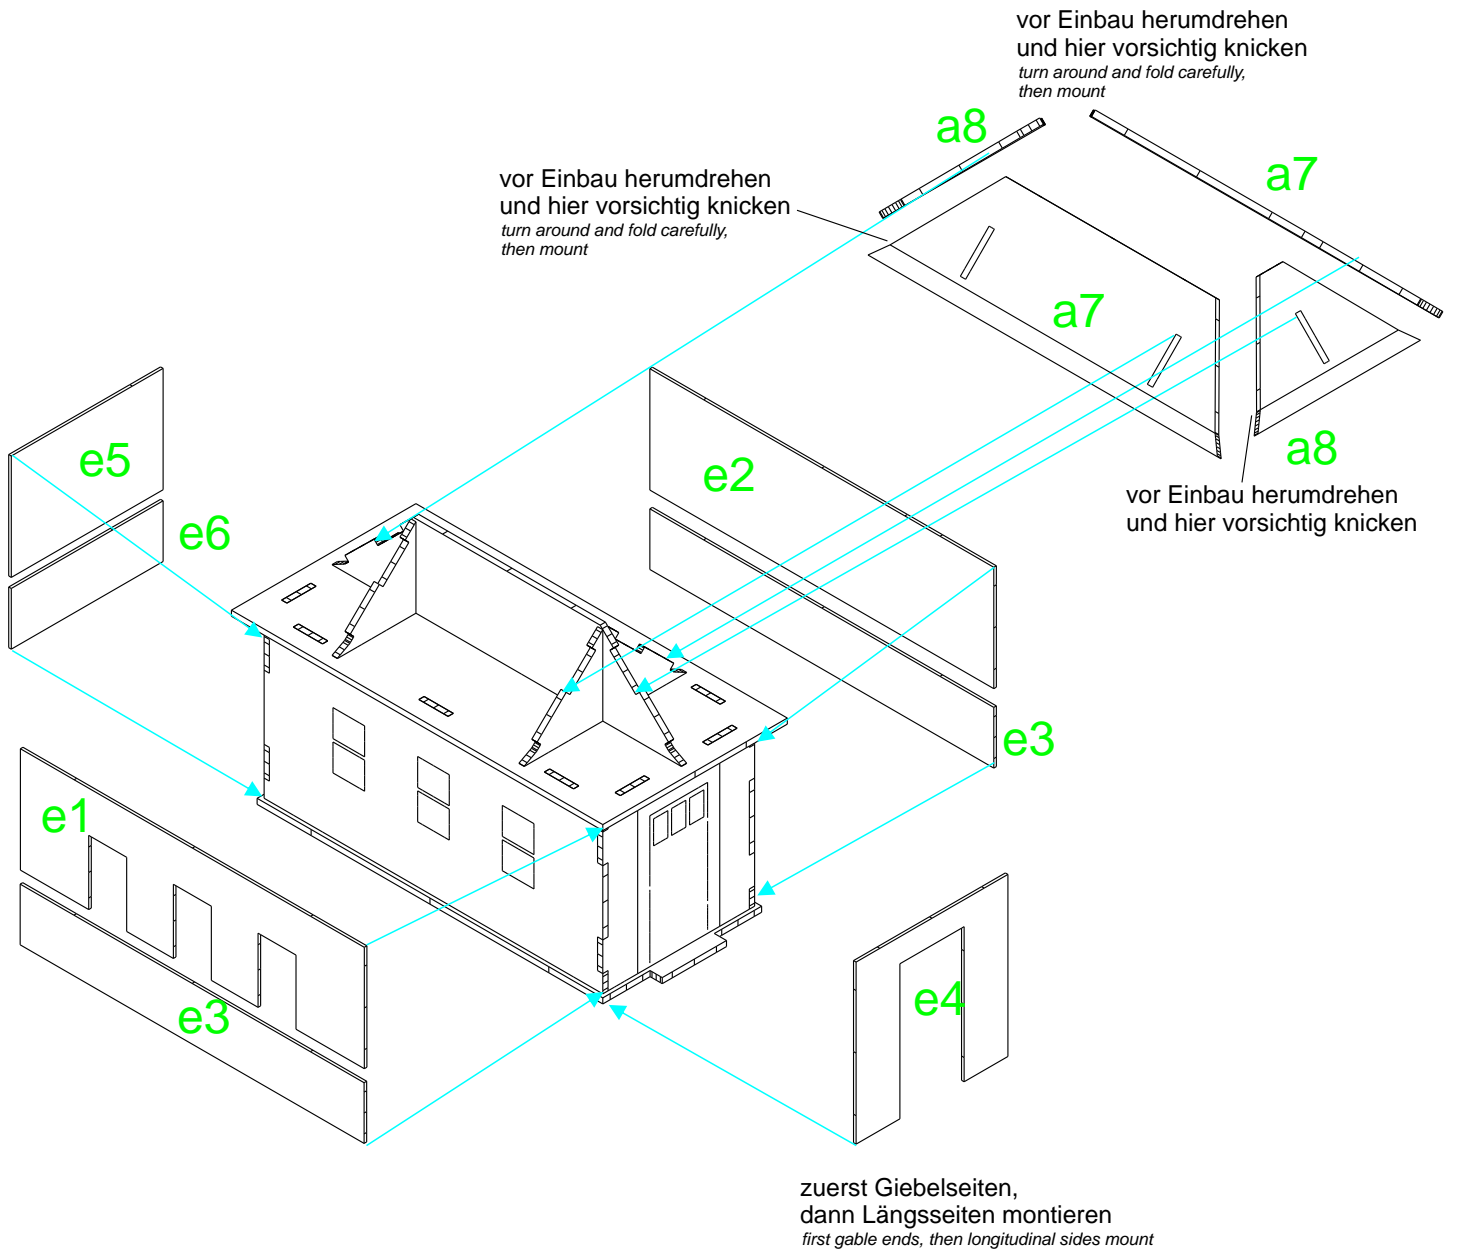 vor Einbau herumdrehen
und hier vorsichtig knicken
turn around and fold carefully,
then mount
a8
a7
vor Einbau herumdrehen
und hier vorsichtig knicken
turn around and fold carefully,
then mount
a7
e5
e2
a8
vor Einbau herumdrehen
und hier vorsichtig knicken
e6
e3
e1
e4
e3
zuerst Giebelseiten,
dann Längsseiten montieren
first gable ends, then longitudinal sides mount